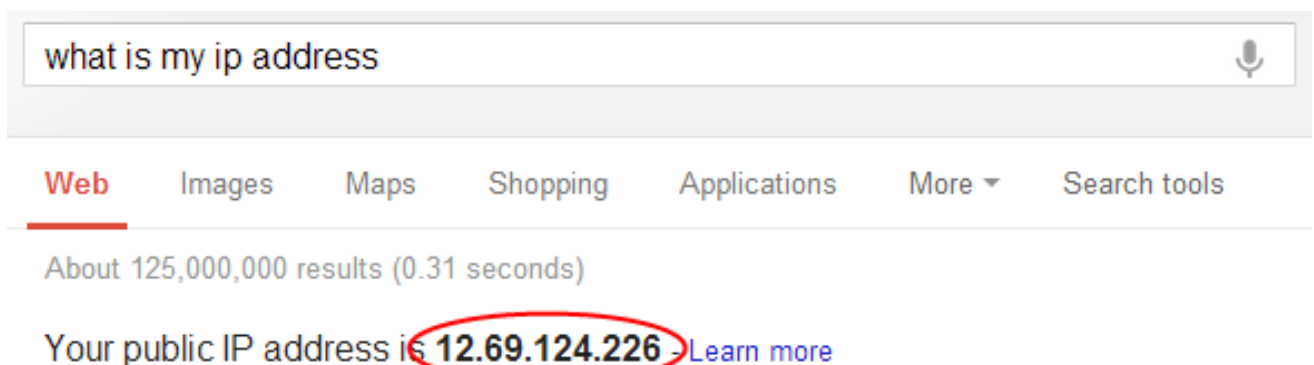 what is my ip address
Web Images Maps Shopping Applications More Search tools
About 125,000,000 results (0.31 seconds)
Your public IP address is 12.69.124.226 - Learn more